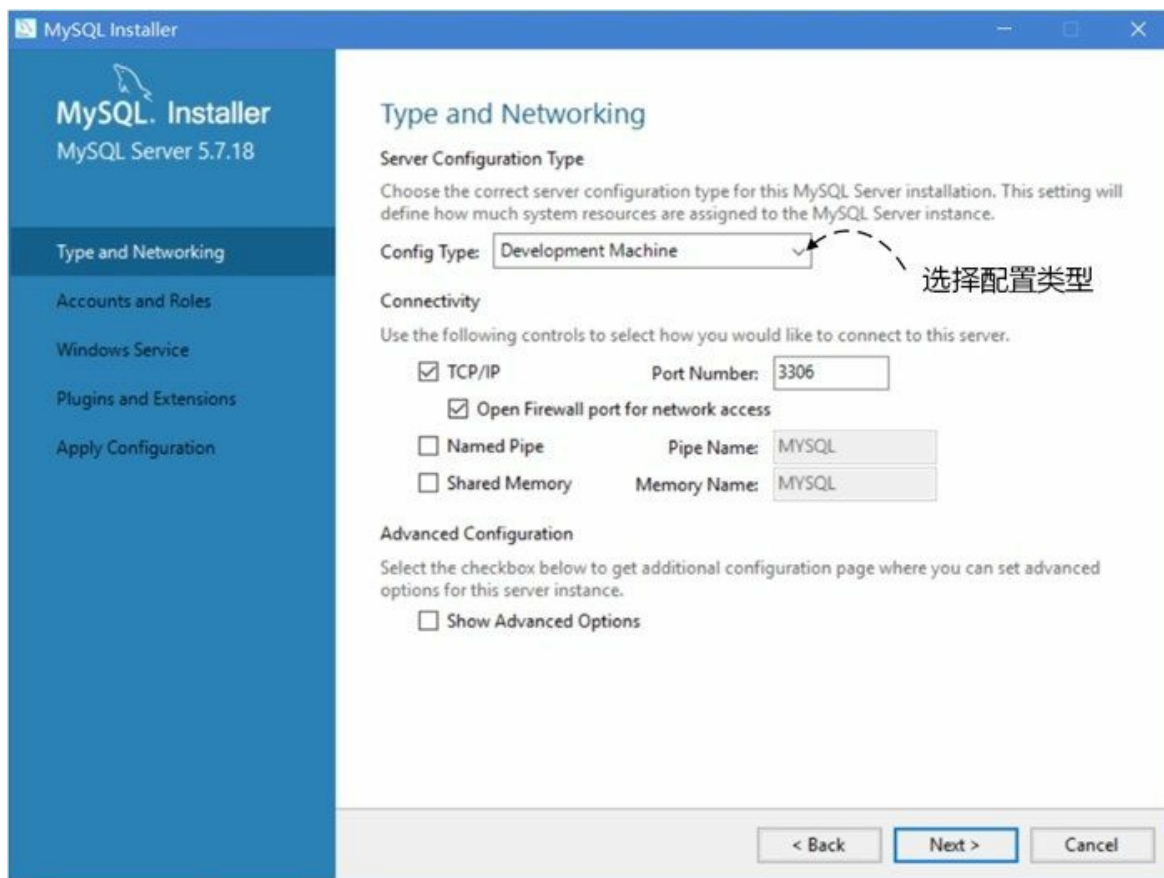 MySQL Installer
MySQL. Installer
MySQL Server 5.7.18
Type and Networking
Accounts and Roles
Windows Service
Plugins and Extensions
Apply Configuration
Type and Networking
Server Configuration Type
Choose the correct server configuration type for this MySQL Server installation. This setting will
define how much system resources are assigned to the MySQL Server instance.
Config Type: Development Machine
选择配置类型
Connectivity
Use the following controls to select how you would like to connect to this server.
TCP/IP Port Number: 3306
Open Firewall port for network access
Named Pipe Pipe Name: MYSQL
Shared Memory Memory Name: MYSQL
Advanced Configuration
Select the checkbox below to get additional configuration page where you can set advanced
options for this server instance.
Show Advanced Options
< Back Next > Cancel